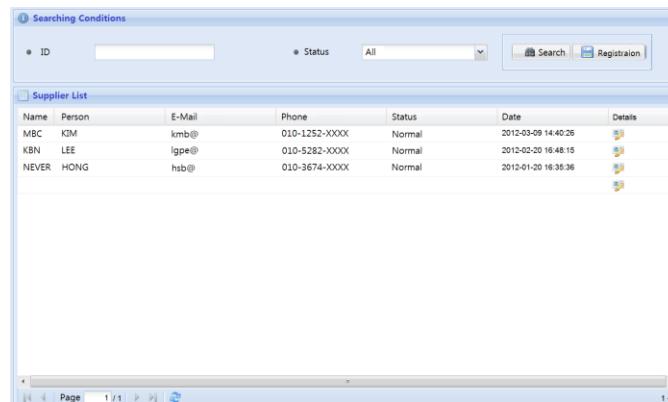 Searching Conditions
ID Status All Search Registraion
Supplier List
Name Person E-Mail Phone Status Date Details
MBC KIM kmb@ 010-1252-XXXX Normal 2012-03-09 14:40:26
KBN LEE lgpe@ 010-5282-XXXX Normal 2012-02-20 16:48:15
NEVER HONG hsb@ 010-3674-XXXX Normal 2012-01-20 16:35:36
Page 1 / 1